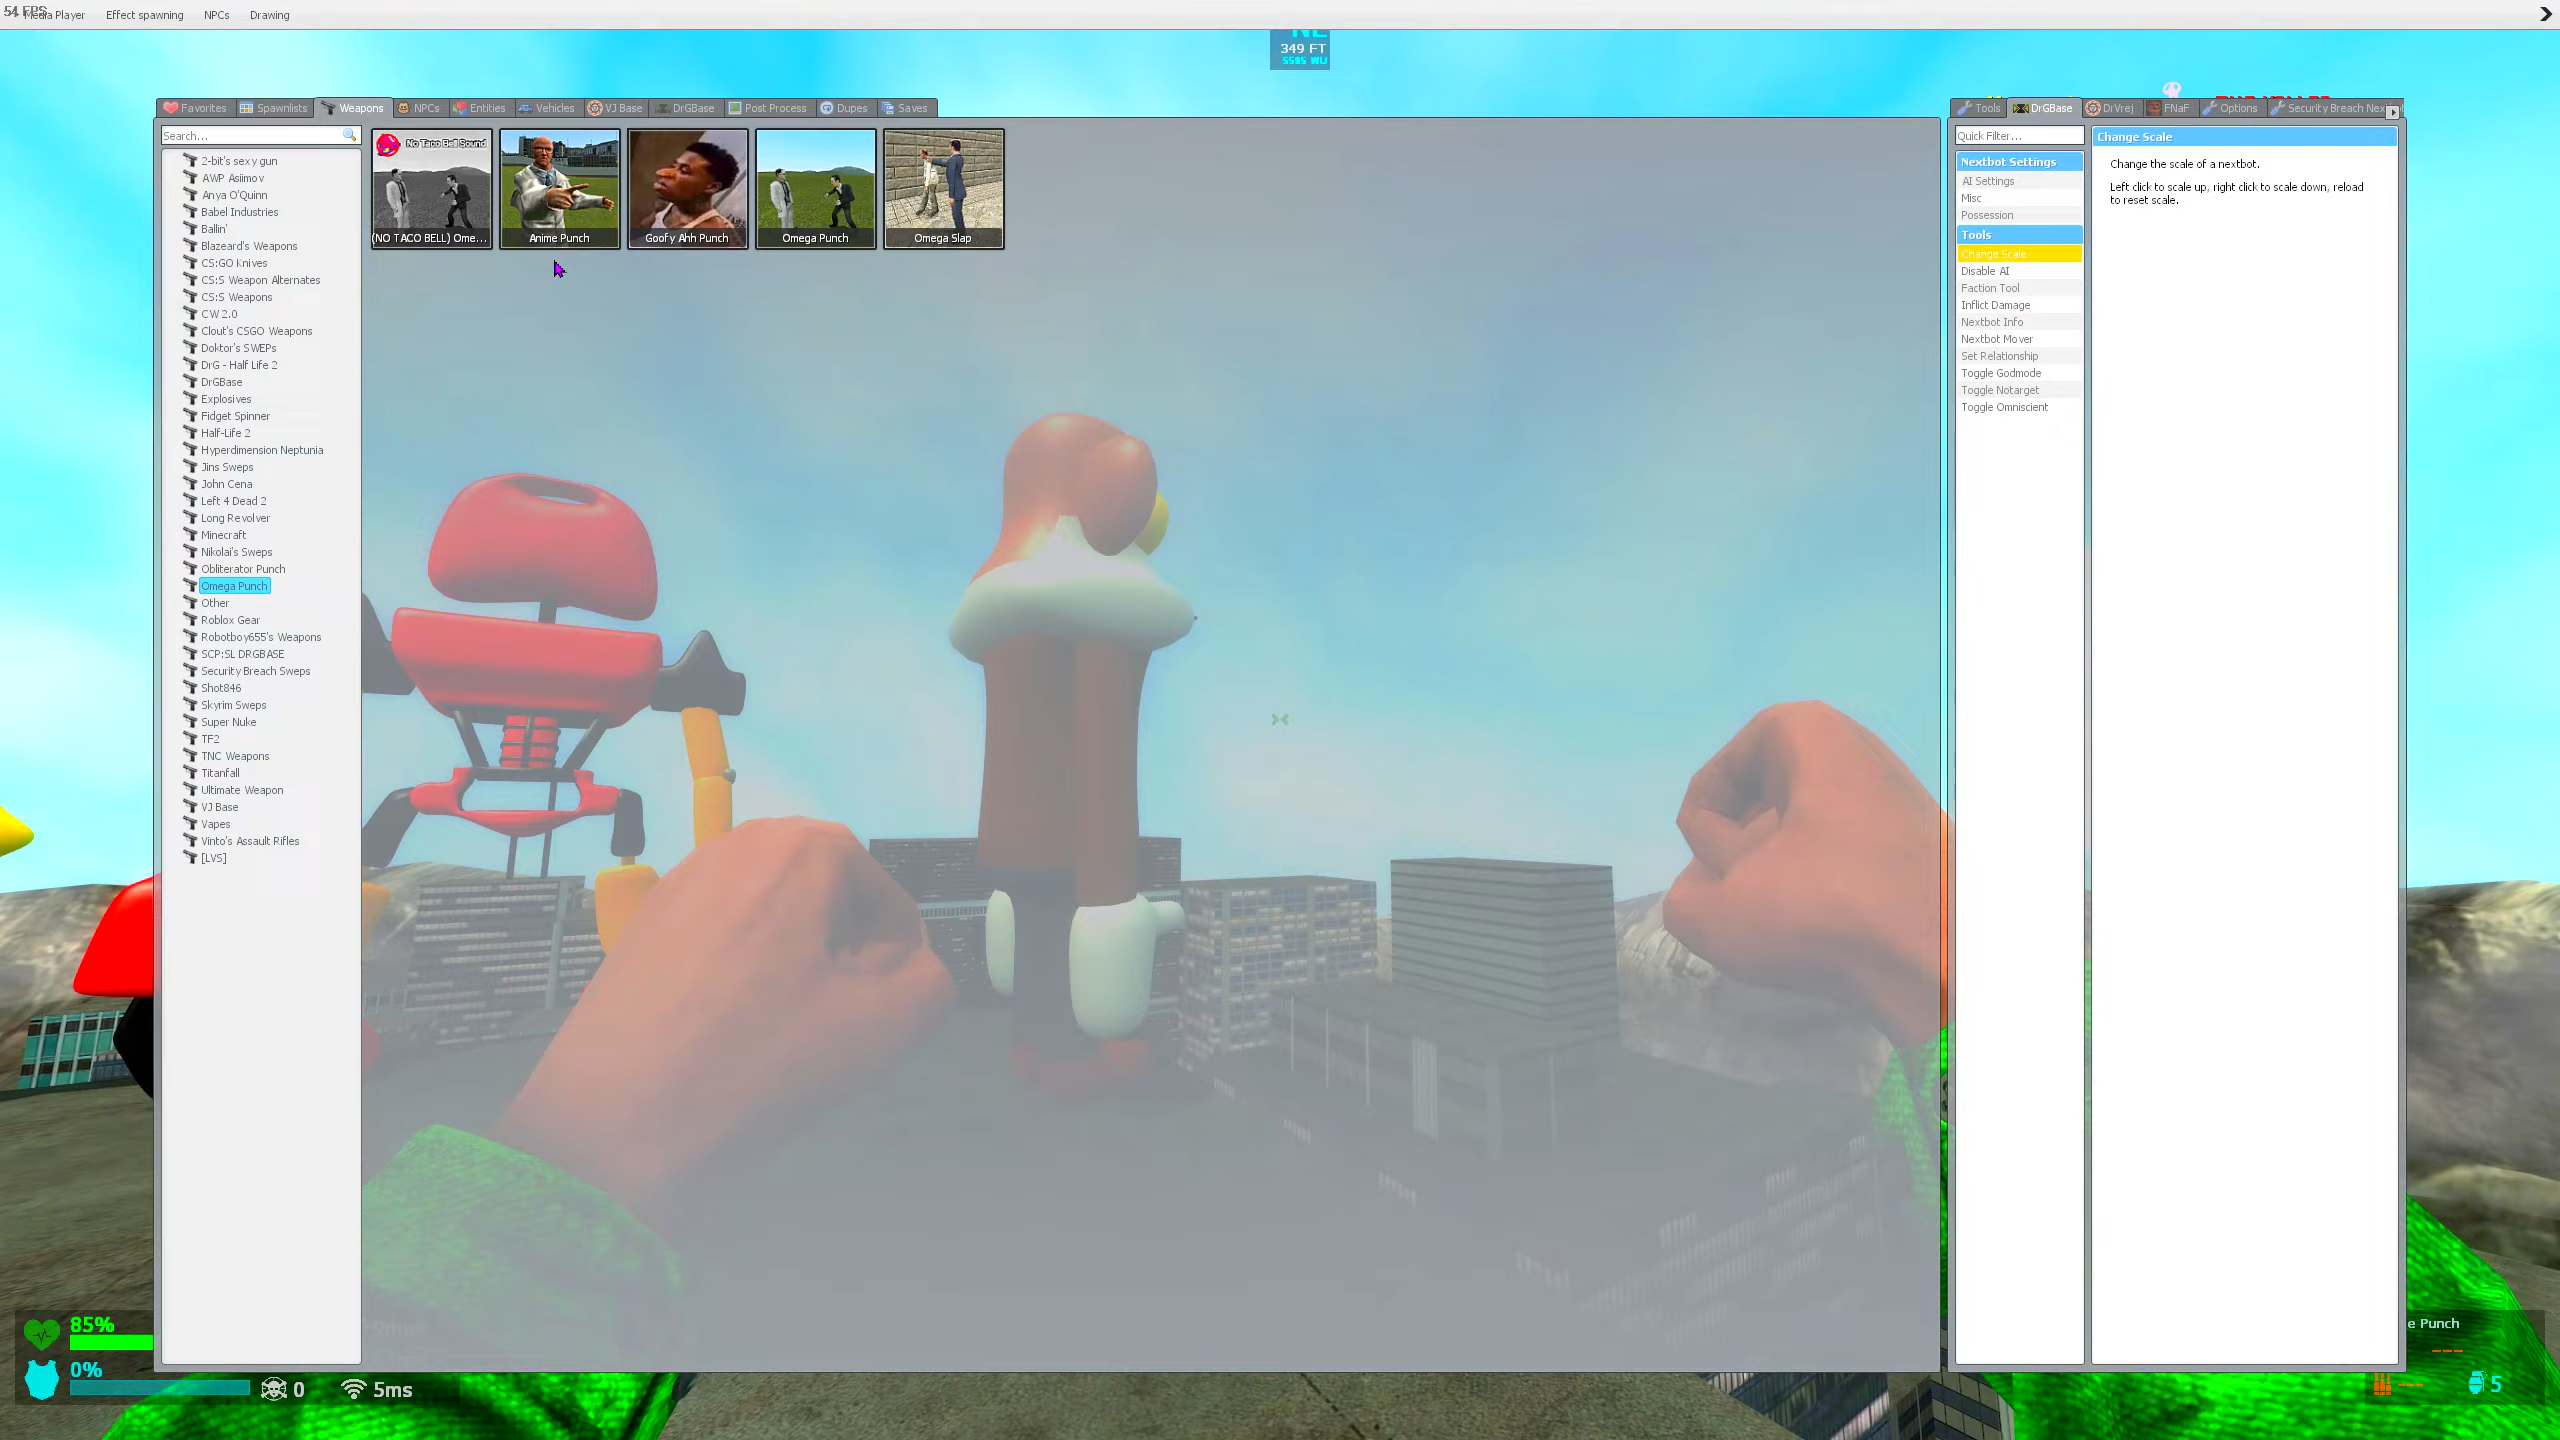 54 FPS
Media Player Effect spawning NPCs Drawing
NE
349 FT
5585 WU
Favorites Spawnlists Weapons NPCs Entities Vehicles VJ Base DrGBase Post Process Dupes Saves
Search...
2-bit's sexy gun
AWP Asiimov
Anya O'Quinn
Babel Industries
Ballin'
Blazeard's Weapons
CS:GO Knives
CS:S Weapon Alternates
CS:S Weapons
CW 2.0
Clout's CSGO Weapons
Doktor's SWEPs
DrG - Half Life 2
DrGBase
Explosives
Fidget Spinner
Half-Life 2
Hyperdimension Neptunia
Jins Sweps
John Cena
Left 4 Dead 2
Long Revolver
Minecraft
Nikolai's Sweps
Obliterator Punch
Omega Punch
Other
Roblox Gear
Robotboy655's Weapons
SCP:SL DRGBASE
Security Breach Sweps
Shot846
Skyrim Sweps
Super Nuke
TF2
TNC Weapons
Titanfall
Ultimate Weapon
VJ Base
Vapes
Vinto's Assault Rifles
[LVS]
No Taco Bell Sound
(NO TACO BELL) Ome...
Anime Punch
Goofy Ahh Punch
Omega Punch
Omega Slap
Tools DrGBase DrVrej FNaF Options Security Breach Nex
Quick Filter...
Nextbot Settings
AI Settings
Misc
Possession
Tools
Change Scale
Disable AI
Faction Tool
Inflict Damage
Nextbot Info
Nextbot Mover
Set Relationship
Toggle Godmode
Toggle Notarget
Toggle Omniscient
Change Scale
Change the scale of a nextbot.
Left click to scale up, right click to scale down, reload
to reset scale.
85%
0%
0
5ms
e Punch
---
---
5